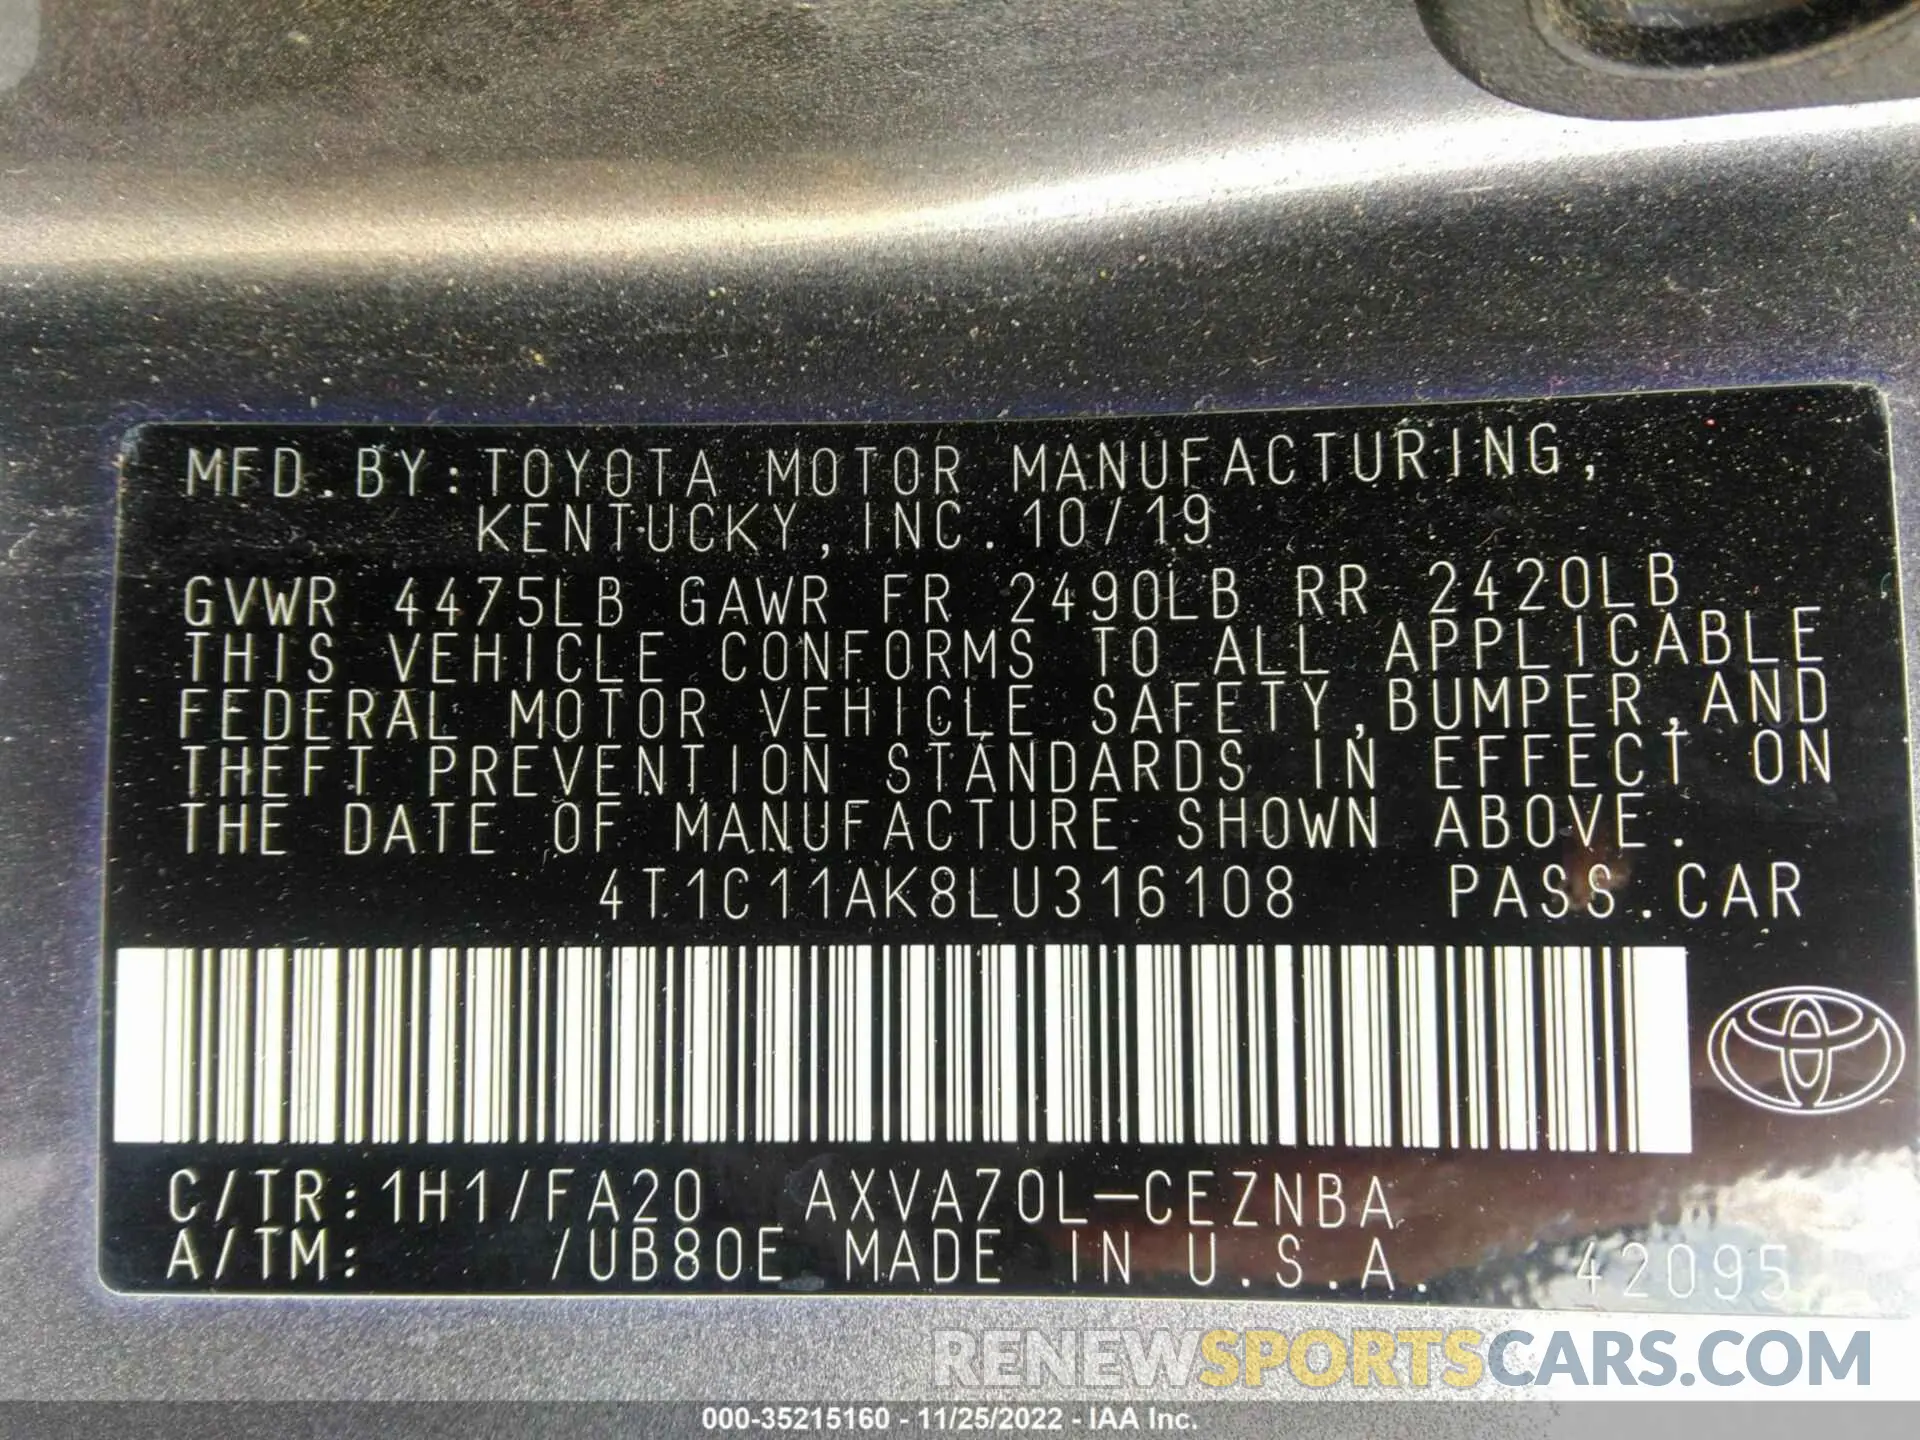 MFD.BY:TOYOTA MOTOR MANUFACTURING,
KENTUCKY,INC.10/19
GVWR 4475LB GAWR FR 2490LB RR 2420LB
THIS VEHICLE CONFORMS TO ALL APPLICABLE
FEDERAL MOTOR VEHICLE SAFETY,BUMPER,AND
THEFT PREVENTION STANDARDS IN EFFECT ON
THE DATE OF MANUFACTURE SHOWN ABOVE.
4T1C11AK8LU316108 PASS.CAR
C/TR:1H1/FA20 AXVA70L-CEZNBA
A/TM: /UB80E MADE IN U.S.A. 42095
RENEWSPORTSCARS.COM
000-35215160 - 11/25/2022 - IAA Inc.